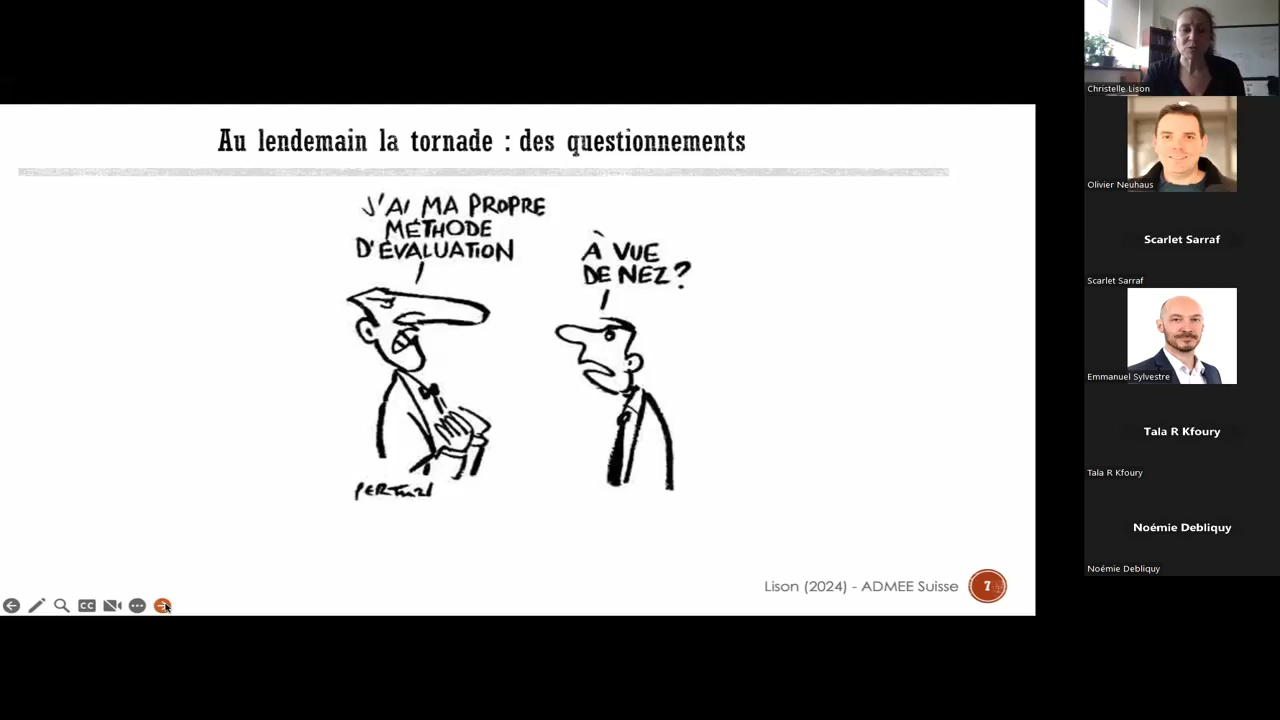 Au lendemain la tornade : des questionnements
J'AI MA PROPRE
MÉTHODE
D'ÉVALUATION
À VUE
DE NEZ?
Lison (2024) - ADMEE Suisse
7
CC
Christelle Lison
Olivier Neuhaus
Scarlet Sarraf
Scarlet Sarraf
Emmanuel Sylvestre
Tala R Kfoury
Tala R Kfoury
Noémie Debliquy
Noémie Debliquy